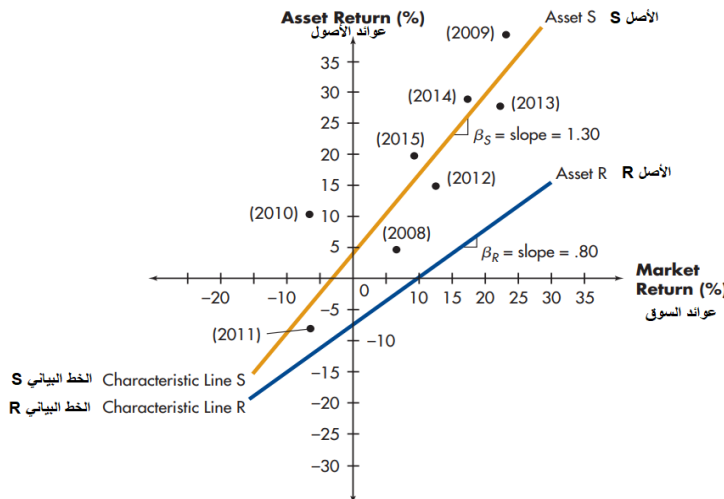 Asset Return (%)
عوائد الأصول
(2009)
Asset S الأصل S
35
30
(2014)
(2013)
25
βS = slope = 1.30
(2015)
20
15
(2012)
Asset R الأصل R
(2010)
10
(2008)
5
βR = slope = .80
Market
Return (%)
عوائد السوق
−20 −10 0 10 15 20 25 30 35
−5
(2011)
−10
−15
الخط البياني S Characteristic Line S
الخط البياني R Characteristic Line R
−20
−25
−30